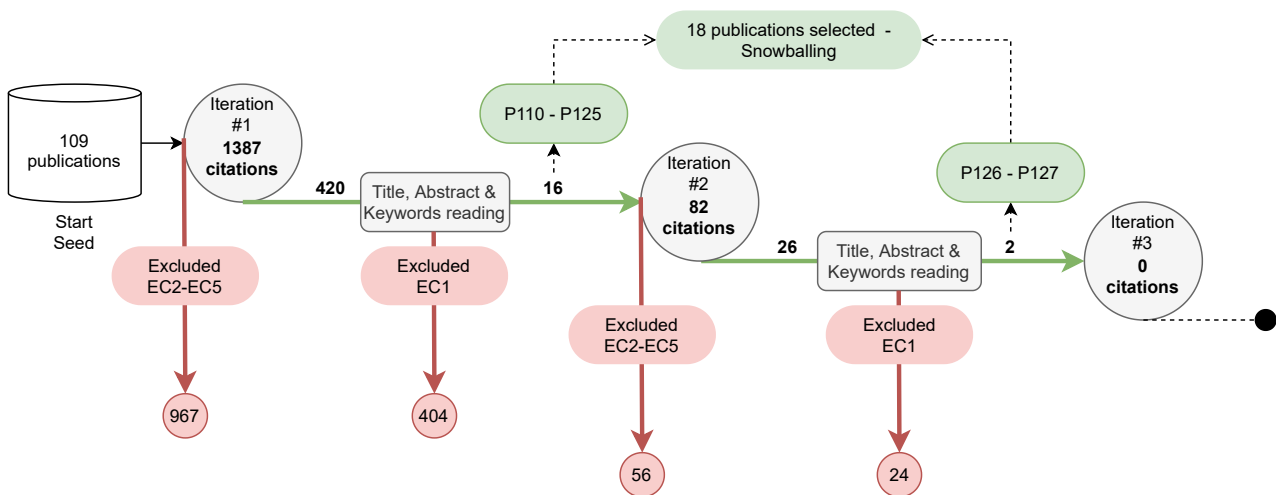 18 publications selected -
Snowballing
109
publications
Start
Seed
Iteration
#1
1387
citations
Excluded
EC2-EC5
967
420
Title, Abstract &
Keywords reading
Excluded
EC1
404
16
P110 - P125
Iteration
#2
82
citations
Excluded
EC2-EC5
56
26
Title, Abstract &
Keywords reading
Excluded
EC1
24
2
P126 - P127
Iteration
#3
0
citations